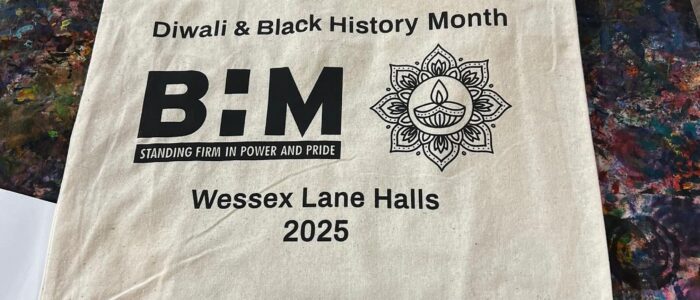 Diwali & Black History Month
BHM
STANDING FIRM IN POWER AND PRIDE
Wessex Lane Halls
2025